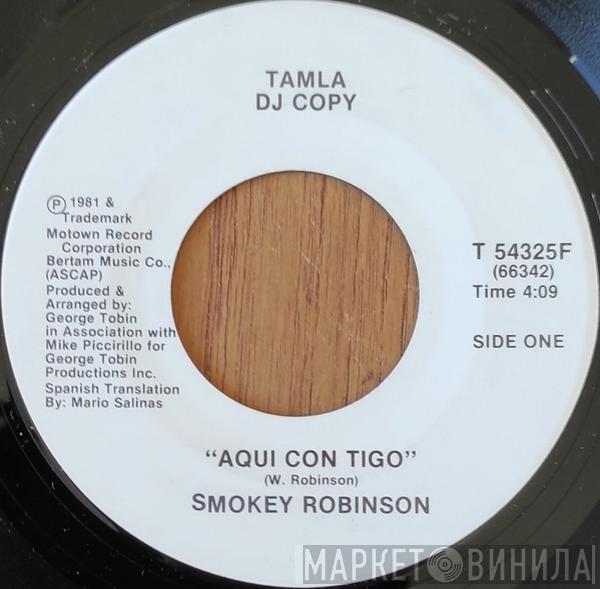 TAMLA
DJ COPY
Ⓟ 1981 &
Trademark
Motown Record
Corporation
Bertam Music Co.,
(ASCAP)
Produced &
Arranged by:
George Tobin
in Association with
Mike Piccirillo for
George Tobin
Productions Inc.
Spanish Translation
By: Mario Salinas
T 54325F
(66342)
Time 4:09
SIDE ONE
"AQUI CON TIGO"
(W. Robinson)
SMOKEY ROBINSON
МАРКЕТ ВИНИЛА